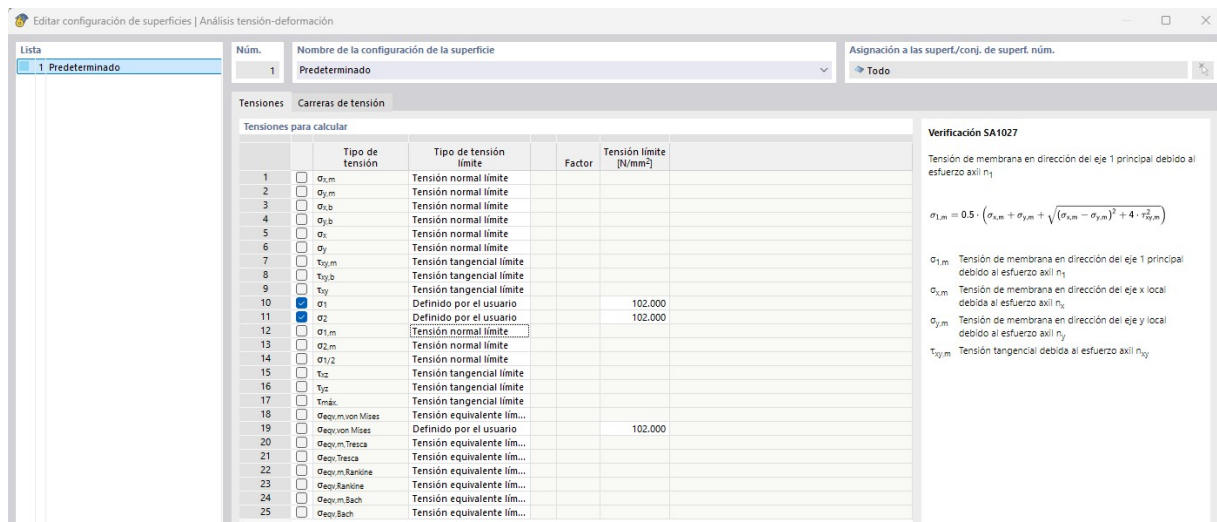 Editar configuración de superficies | Análisis tensión-deformación
Lista
1 Predeterminado
Núm.
1
Nombre de la configuración de la superficie
Predeterminado
Asignación a las superf./conj. de superf. núm.
Todo
Tensiones Carreras de tensión
Tensiones para calcular
Tipo de tensión Tipo de tensión límite Factor Tensión límite [N/mm²]
1 σx,m Tensión normal límite
2 σy,m Tensión normal límite
3 σx,b Tensión normal límite
4 σy,b Tensión normal límite
5 σx Tensión normal límite
6 σy Tensión normal límite
7 τxy,m Tensión tangencial límite
8 τxy,b Tensión tangencial límite
9 τxy Tensión tangencial límite
10 σ1 Definido por el usuario 102.000
11 σ2 Definido por el usuario 102.000
12 σ1,m Tensión normal límite
13 σ2,m Tensión normal límite
14 σ1/2 Tensión normal límite
15 τxz Tensión tangencial límite
16 τyz Tensión tangencial límite
17 τmáx. Tensión tangencial límite
18 σeqv,m,von Mises Tensión equivalente lím...
19 σeqv,von Mises Definido por el usuario 102.000
20 σeqv,m,Tresca Tensión equivalente lím...
21 σeqv,Tresca Tensión equivalente lím...
22 σeqv,m,Rankine Tensión equivalente lím...
23 σeqv,Rankine Tensión equivalente lím...
24 σeqv,m,Bach Tensión equivalente lím...
25 σeqv,Bach Tensión equivalente lím...
Verificación SA1027
Tensión de membrana en dirección del eje 1 principal debido al
esfuerzo axil n1
σ1,m = 0.5 · (σx,m + σy,m + √((σx,m − σy,m)² + 4 · τ²xy,m))
σ1,m Tensión de membrana en dirección del eje 1 principal
debido al esfuerzo axil n1
σx,m Tensión de membrana en dirección del eje x local
debida al esfuerzo axil nx
σy,m Tensión de membrana en dirección del eje y local
debido al esfuerzo axil ny
τxy,m Tensión tangencial debida al esfuerzo axil nxy